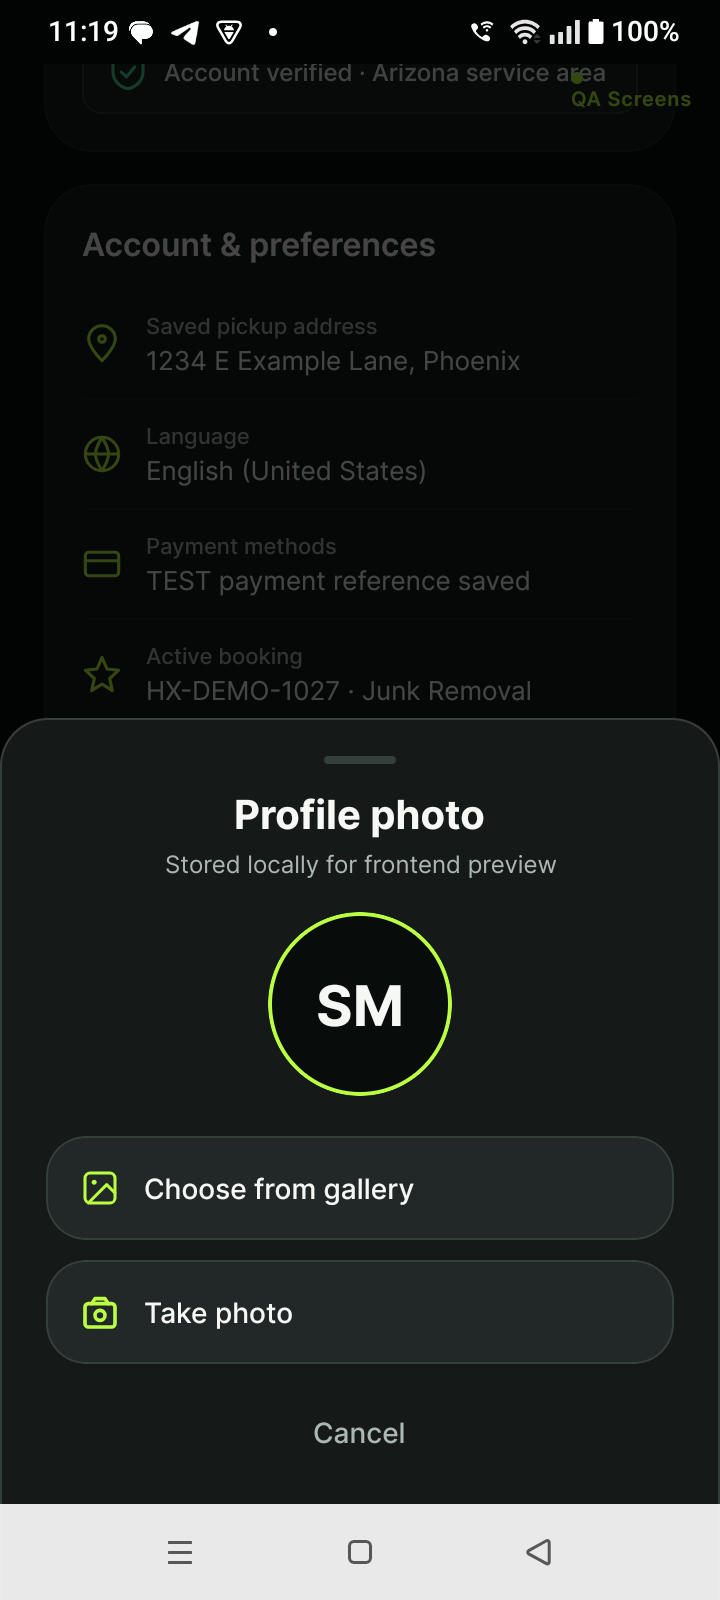 11:19
100%
Account verified · Arizona service area
QA Screens
Account & preferences
Saved pickup address
1234 E Example Lane, Phoenix
Language
English (United States)
Payment methods
TEST payment reference saved
Active booking
HX-DEMO-1027 · Junk Removal
Profile photo
Stored locally for frontend preview
SM
Choose from gallery
Take photo
Cancel